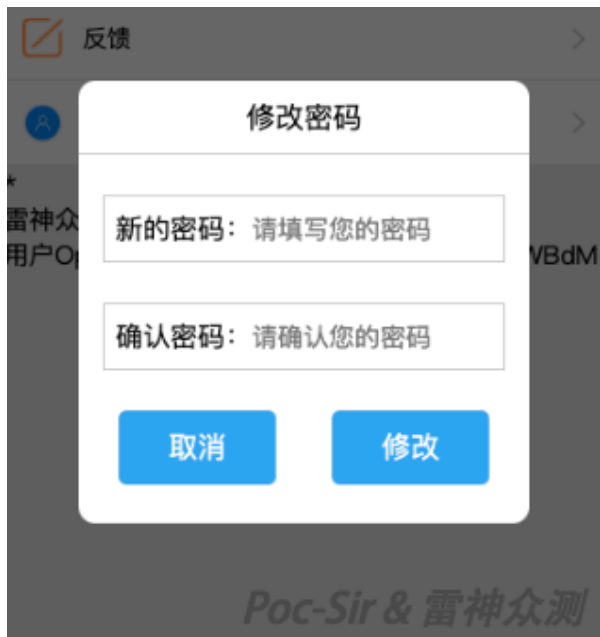 反馈
修改密码
*
雷神众
新的密码：请填写您的密码
用户Op
WBdM
确认密码：请确认您的密码
取消
修改
Poc-Sir & 雷神众测